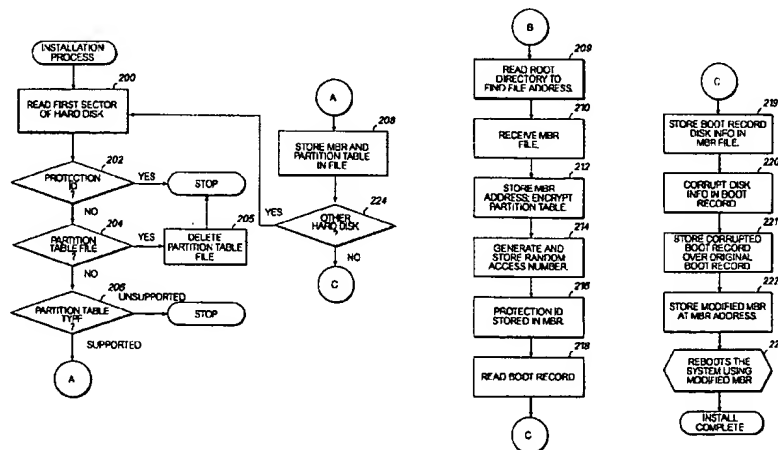 INSTALLATION
PROCESS
200
READ FIRST SECTOR
OF HARD DISK
202
PROTECTION
ID
?
YES
STOP
NO
204
PARTITION
TABLE FILE
?
YES
205
DELETE
PARTITION TABLE
FILE
NO
206
PARTITION TABLE
TYPE
?
UNSUPPORTED
STOP
SUPPORTED
A
A
208
STORE MBR AND
PARTITION TABLE
IN FILE
224
OTHER
HARD DISK
?
YES
NO
C
B
209
READ ROOT
DIRECTORY TO
FIND FILE ADDRESS.
210
RECEIVE MBR
FILE.
212
STORE MBR
ADDRESS; ENCRYPT
PARTITION TABLE.
214
GENERATE AND
STORE RANDOM
ACCESS NUMBER.
216
PROTECTION ID
STORED IN MBR.
218
READ BOOT RECORD
C
C
219
STORE BOOT RECORD
DISK INFO IN
MBR FILE.
220
CORRUPT DISK
INFO IN BOOT
RECORD
221
STORE CORRUPTED
BOOT RECORD
OVER ORIGINAL
BOOT RECORD
222
STORE MODIFIED MBR
AT MBR ADDRESS.
22
REBOOTS THE
SYSTEM USING
MODIFIED MBR
INSTALL
COMPLETE